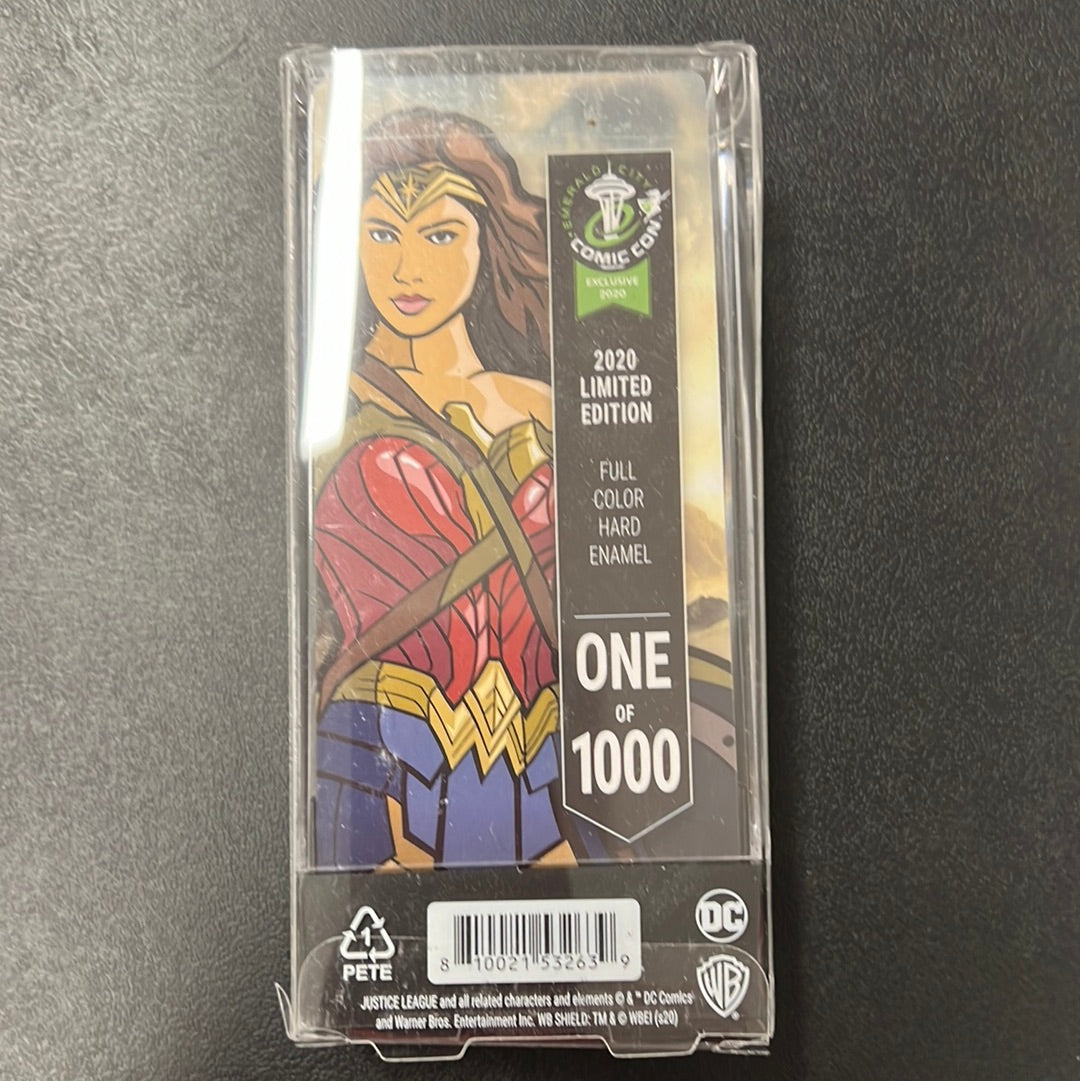 EMERALD CITY
COMIC CON
EXCLUSIVE
2020
2020
LIMITED
EDITION
FULL
COLOR
HARD
ENAMEL
ONE
OF
1000
1
PETE
8 10021 53263 9
DC
WB
JUSTICE LEAGUE and all related characters and elements © & ™ DC Comics
and Warner Bros. Entertainment Inc. WB SHIELD: TM & © WBEI (s20)